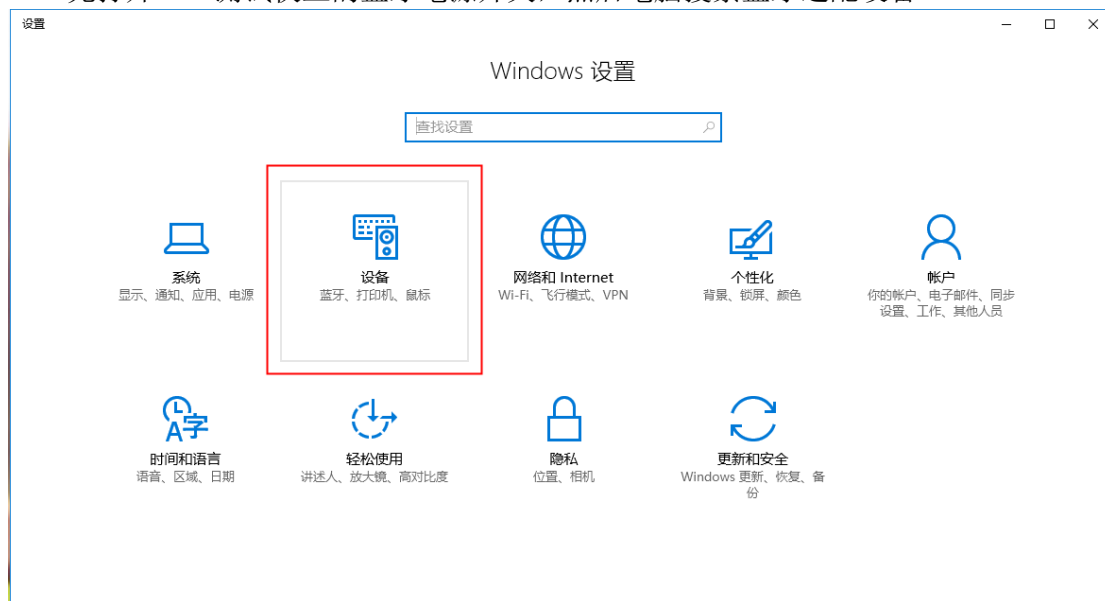 设置
Windows 设置
查找设置
系统
显示、通知、应用、电源
设备
蓝牙、打印机、鼠标
网络和 Internet
Wi-Fi、飞行模式、VPN
个性化
背景、锁屏、颜色
帐户
你的帐户、电子邮件、同步
设置、工作、其他人员
时间和语言
语音、区域、日期
轻松使用
讲述人、放大镜、高对比度
隐私
位置、相机
更新和安全
Windows 更新、恢复、备
份